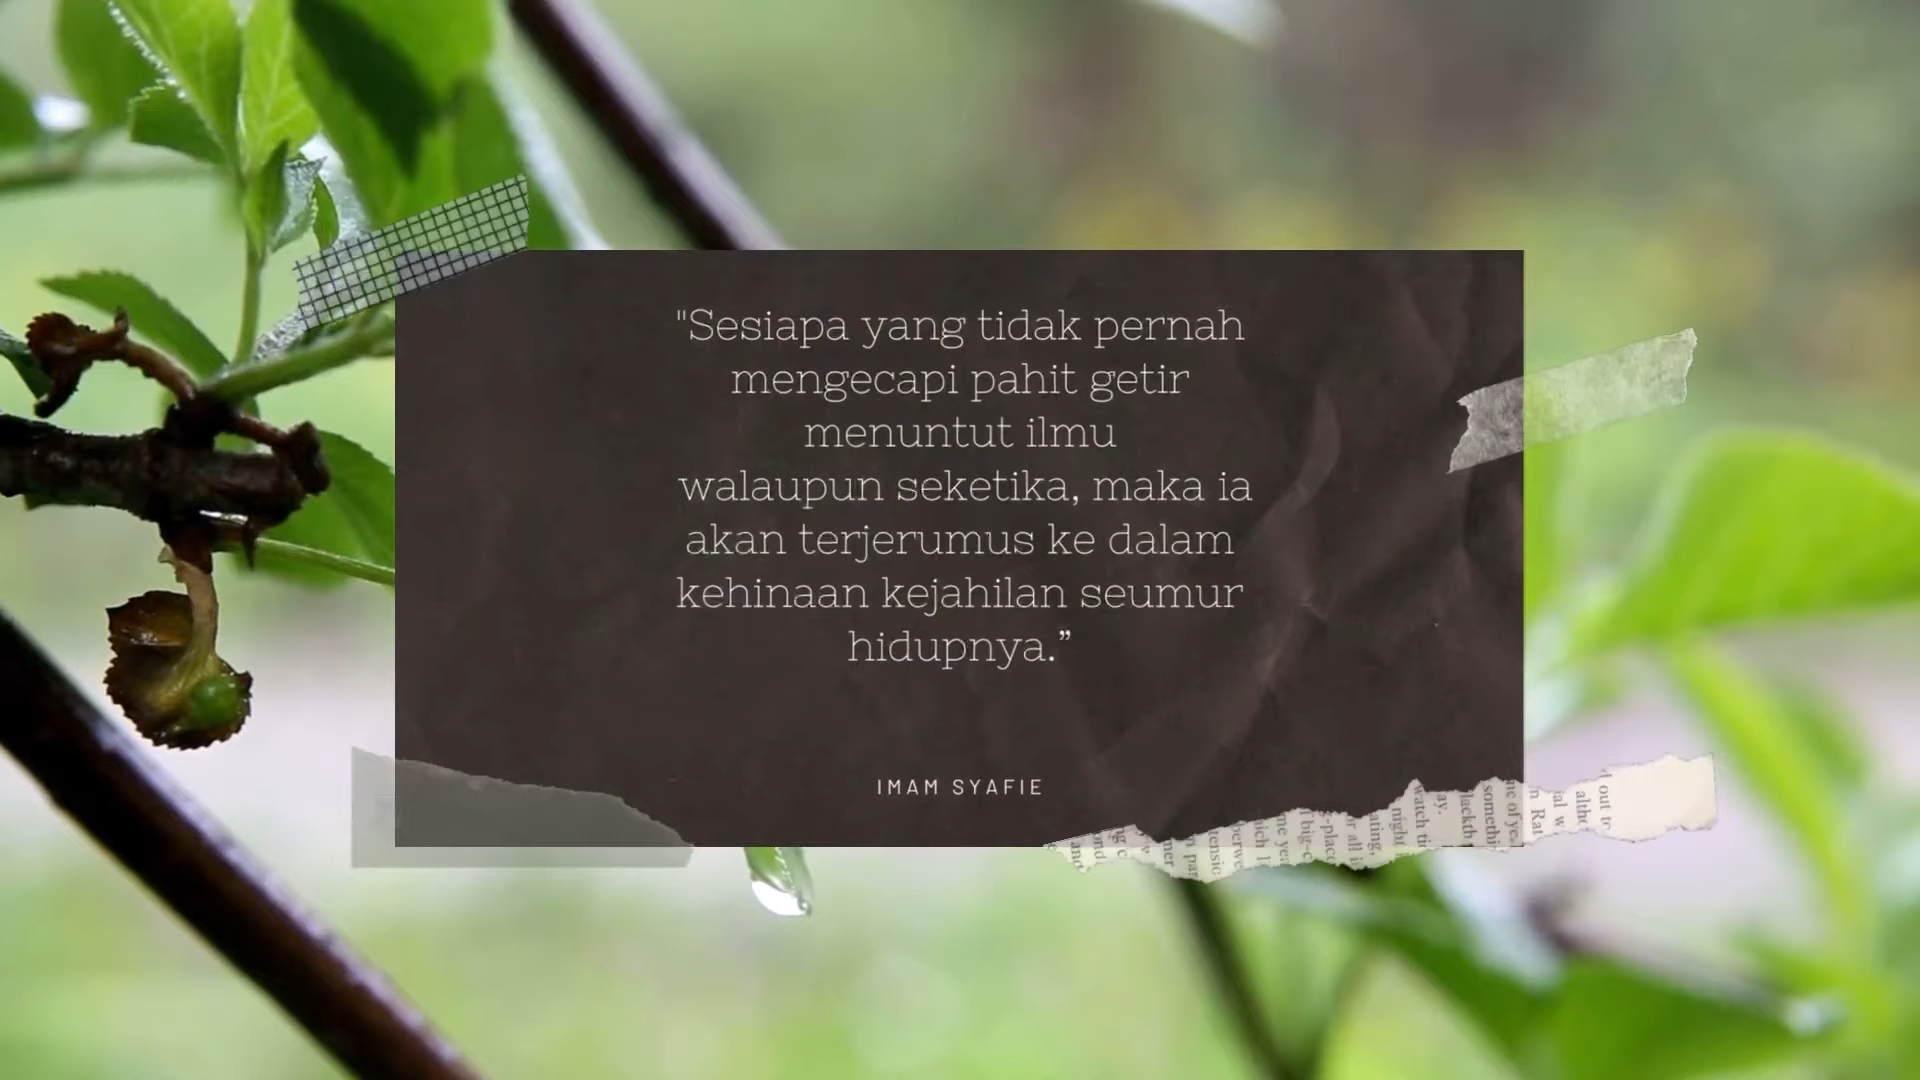 "Sesiapa yang tidak pernah
mengecapi pahit getir
menuntut ilmu
walaupun seketika, maka ia
akan terjerumus ke dalam
kehinaan kejahilan seumur
hidupnya.”
IMAM SYAFIE